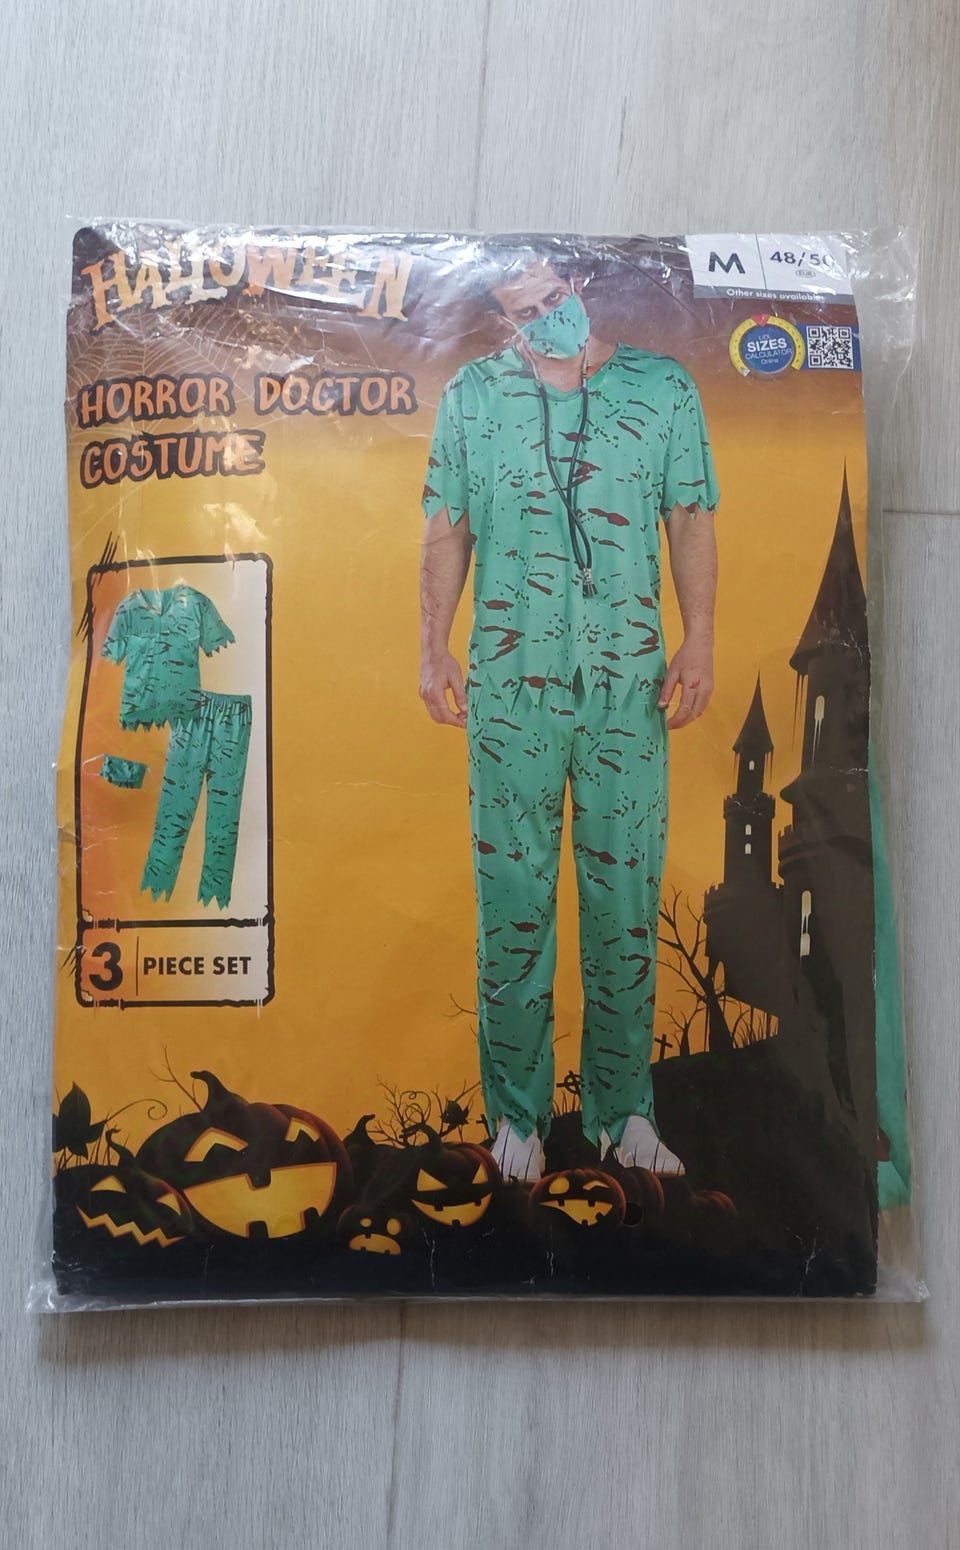 HALLOWEEN
HORROR DOCTOR
COSTUME
M
48/50
EUR
Other sizes available
SIZES
CALCULATOR
Online
3 PIECE SET